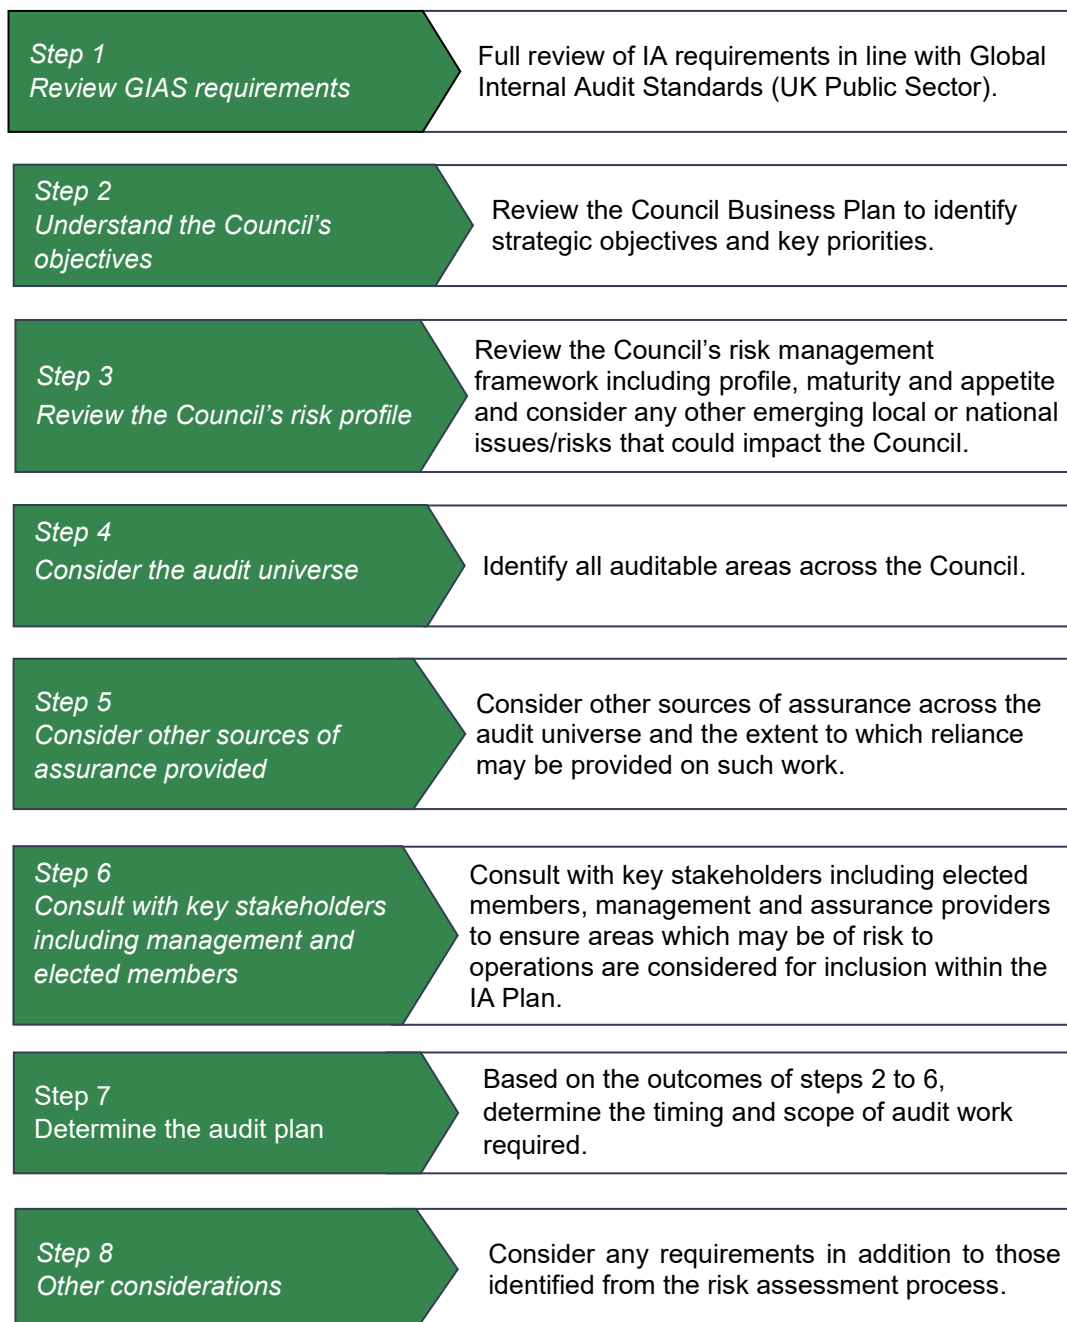 Step 1
Review GIAS requirements
Full review of IA requirements in line with Global
Internal Audit Standards (UK Public Sector).
Step 2
Understand the Council’s
objectives
Review the Council Business Plan to identify
strategic objectives and key priorities.
Step 3
Review the Council’s risk profile
Review the Council’s risk management
framework including profile, maturity and appetite
and consider any other emerging local or national
issues/risks that could impact the Council.
Step 4
Consider the audit universe
Identify all auditable areas across the Council.
Step 5
Consider other sources of
assurance provided
Consider other sources of assurance across the
audit universe and the extent to which reliance
may be provided on such work.
Step 6
Consult with key stakeholders
including management and
elected members
Consult with key stakeholders including elected
members, management and assurance providers
to ensure areas which may be of risk to
operations are considered for inclusion within the
IA Plan.
Step 7
Determine the audit plan
Based on the outcomes of steps 2 to 6,
determine the timing and scope of audit work
required.
Step 8
Other considerations
Consider any requirements in addition to those
identified from the risk assessment process.